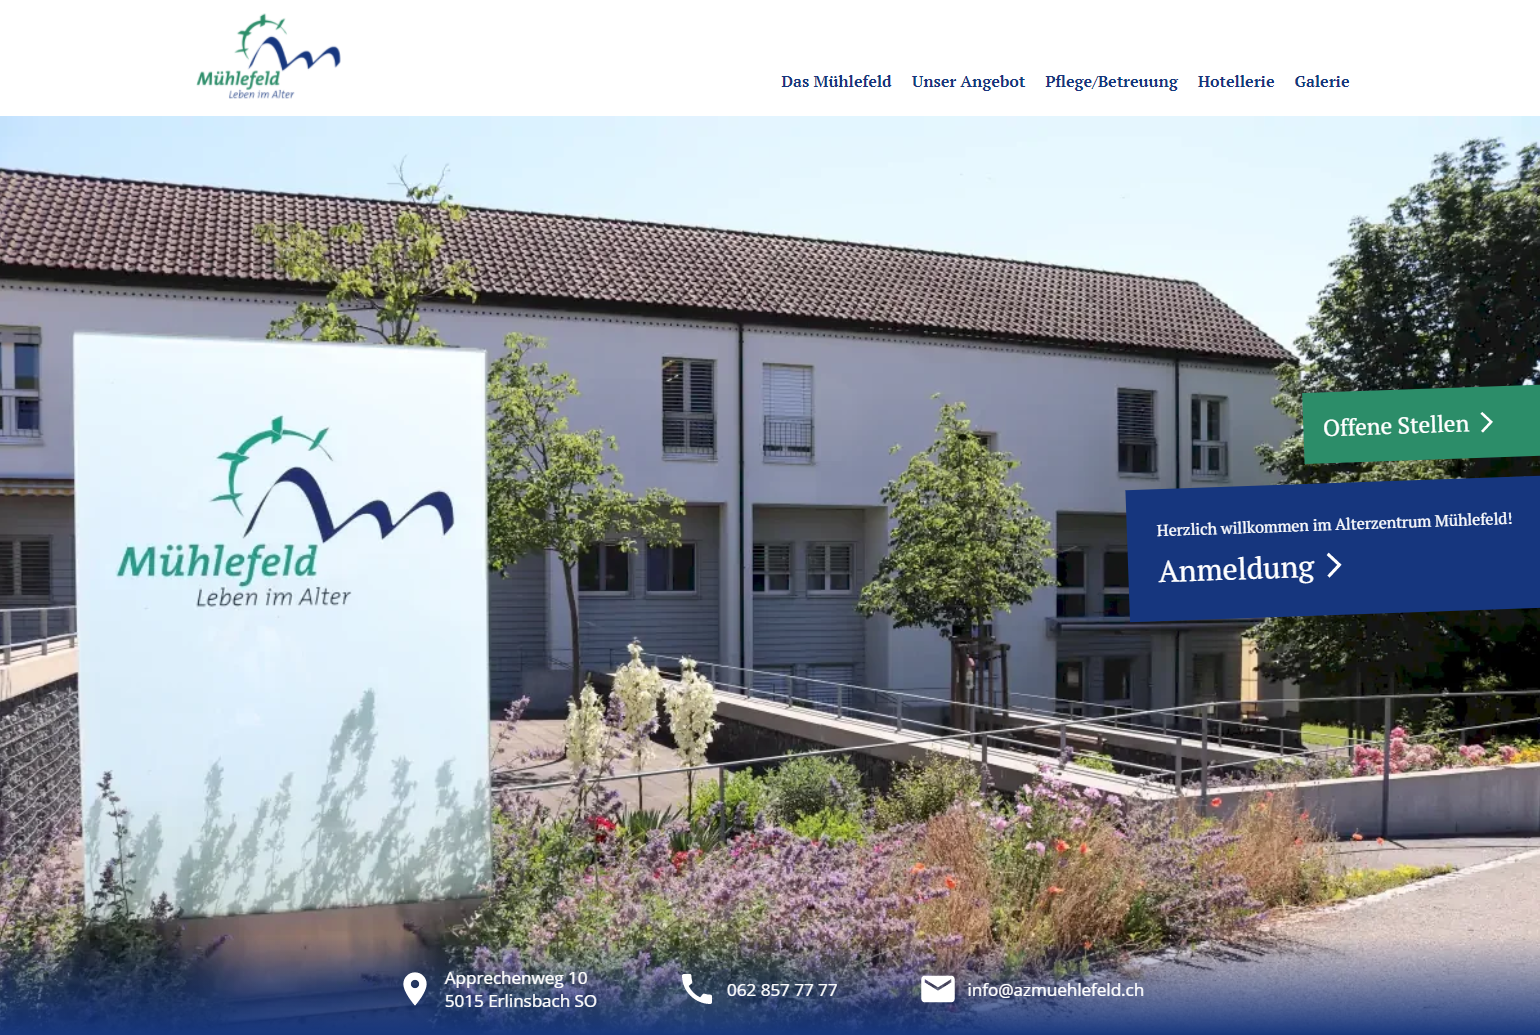 Mühlefeld
Leben im Alter
Das Mühlefeld Unser Angebot Pflege/Betreuung Hotellerie Galerie
Mühlefeld
Leben im Alter
Offene Stellen
Herzlich willkommen im Alterzentrum Mühlefeld!
Anmeldung
Apprechenweg 10
5015 Erlinsbach SO
062 857 77 77
info@azmuehlefeld.ch